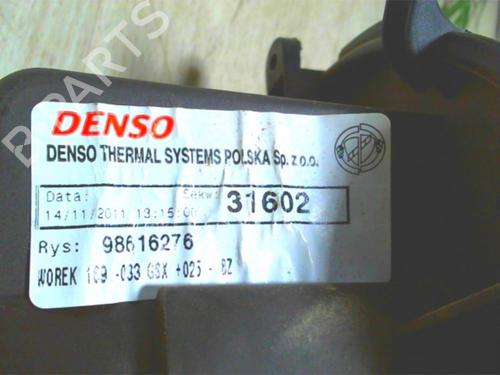 B PARTS
DENSO
DENSO THERMAL SYSTEMS POLSKA Sp. z o.o.
Data: Sekw: 31602
14/11/2011 13:15:00
Rys: 98616276
WOREK 169 -033 GSX +025 - BZ